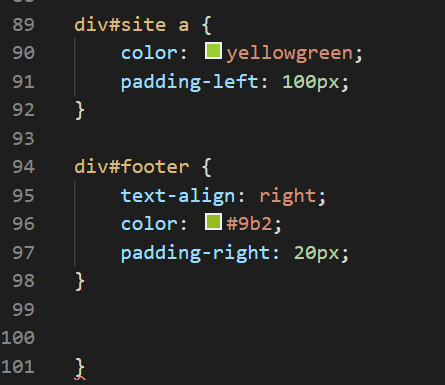 89 div#site a {
90 color: yellowgreen;
91 padding-left: 100px;
92 }
93
94 div#footer {
95 text-align: right;
96 color: #9b2;
97 padding-right: 20px;
98 }
99
100
101 }